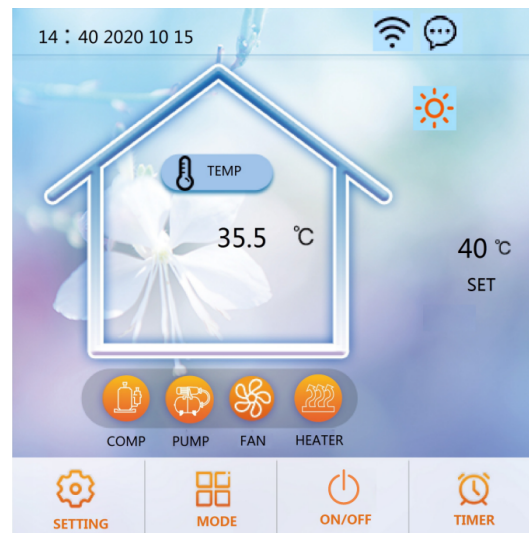 14：40 2020 10 15
TEMP
35.5 ℃
40 ℃
SET
COMP PUMP FAN HEATER
SETTING MODE ON/OFF TIMER